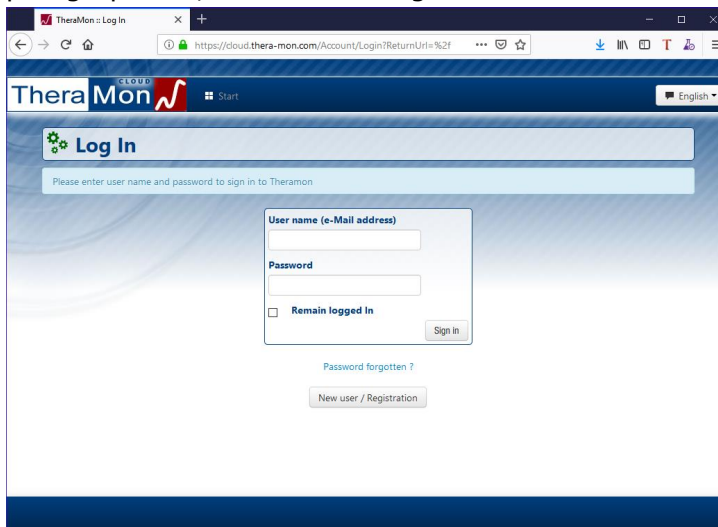 TheraMon :: Log In
https://cloud.thera-mon.com/Account/Login?ReturnUrl=%2f
CLOUD
Thera Mon
Start
English
Log In
Please enter user name and password to sign in to Theramon
User name (e-Mail address)
Password
Remain logged In
Sign in
Password forgotten ?
New user / Registration